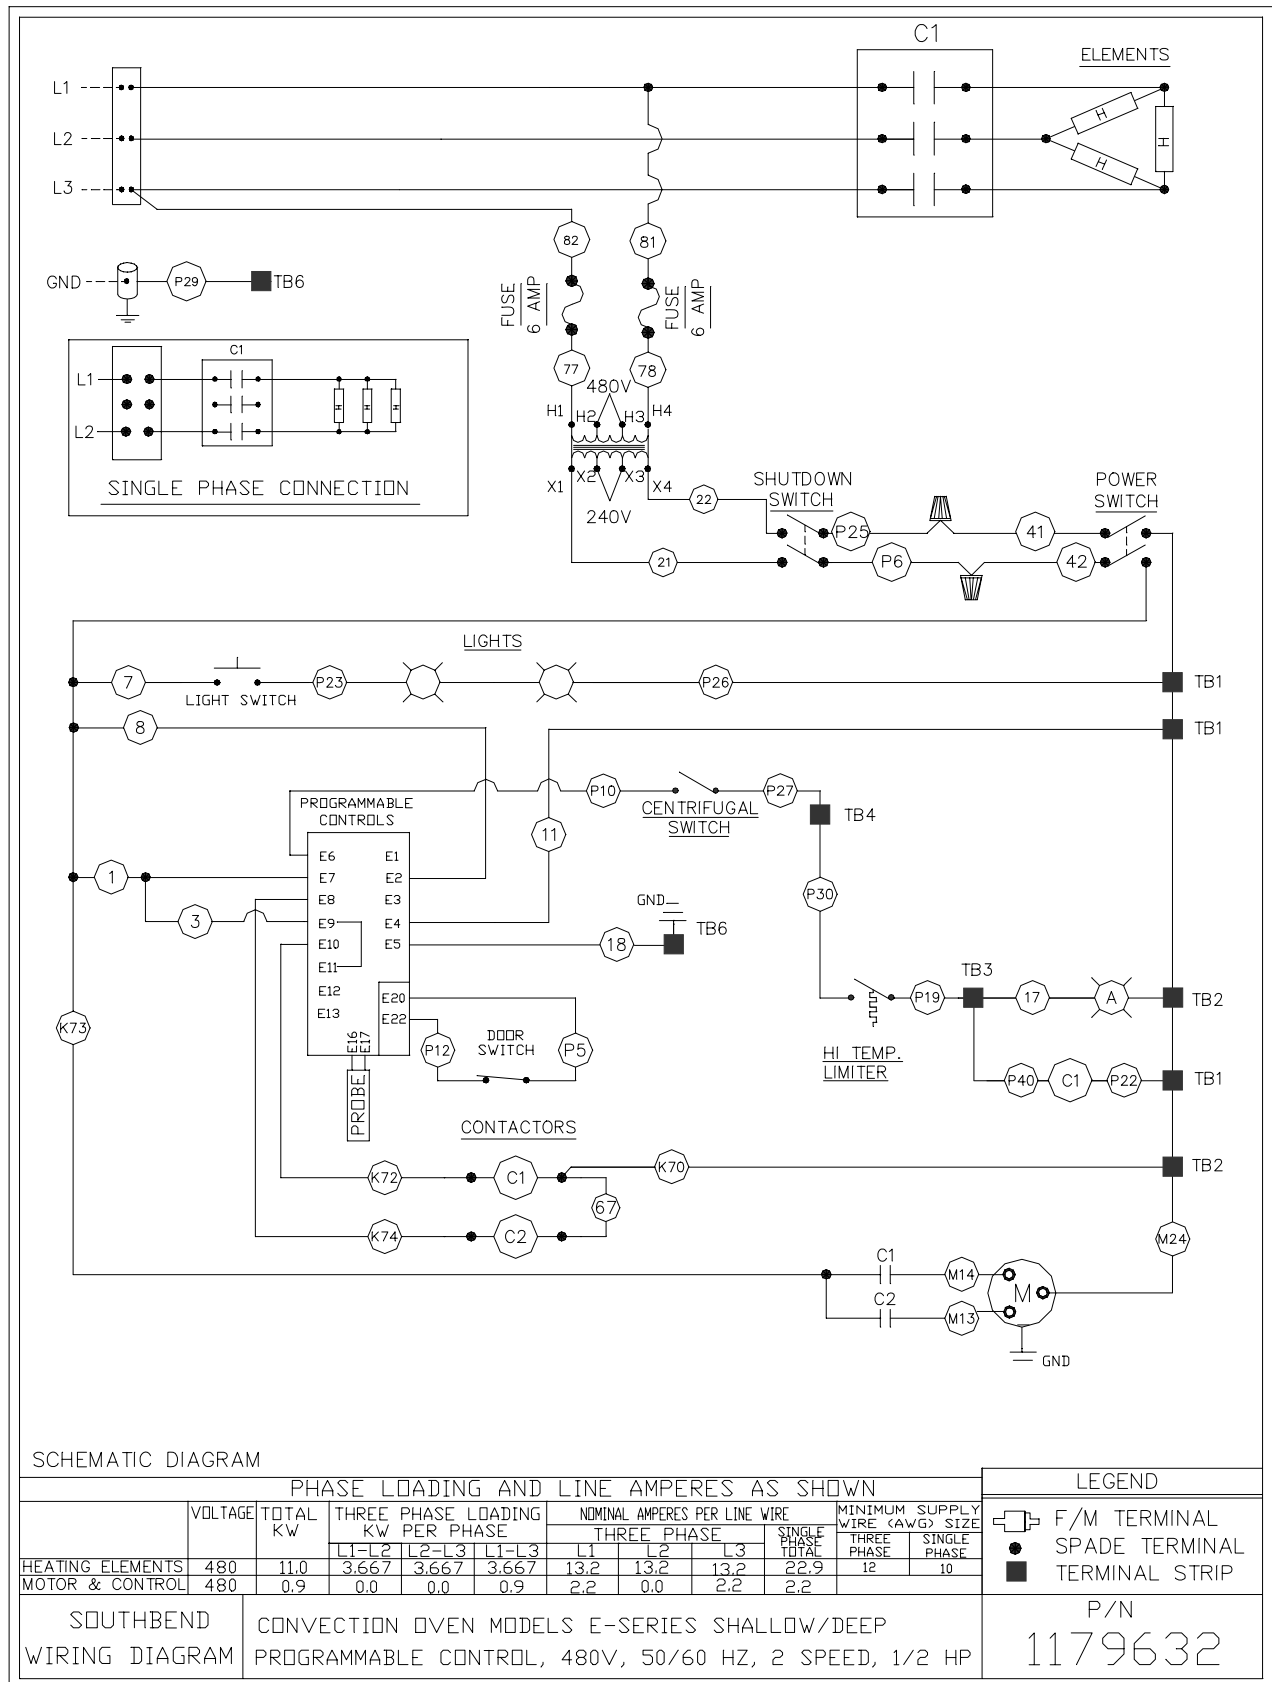 C1
ELEMENTS
L1
L2
L3
H
H
H
82
81
GND
P29
TB6
FUSE
6 AMP
FUSE
6 AMP
77
78
C1
L1
L2
H
H
H
SINGLE PHASE CONNECTION
480V
H1
H2
H3
H4
X1
X2
X3
X4
240V
22
21
SHUTDOWN
SWITCH
POWER
SWITCH
P25
41
P6
42
LIGHTS
7
LIGHT SWITCH
P23
P26
TB1
8
TB1
P10
CENTRIFUGAL
SWITCH
P27
TB4
PROGRAMMABLE
CONTROLS
11
E6
E1
1
E7
E2
P30
E8
E3
3
E9
E4
GND
TB6
E10
E5
18
E11
E12
E20
E13
E22
E16
E17
PROBE
P12
DOOR
SWITCH
P5
TB3
P19
17
A
TB2
HI TEMP.
LIMITER
P40
C1
P22
TB1
K73
CONTACTORS
K72
C1
K70
TB2
67
K74
C2
M24
C1
M14
M
C2
M13
GND
SCHEMATIC DIAGRAM
PHASE LOADING AND LINE AMPERES AS SHOWN
LEGEND
VOLTAGE
TOTAL
KW
THREE PHASE LOADING
KW PER PHASE
NOMINAL AMPERES PER LINE WIRE
MINIMUM SUPPLY
WIRE (AWG) SIZE
THREE PHASE
SINGLE
PHASE
TOTAL
THREE
PHASE
SINGLE
PHASE
L1-L2 L2-L3 L1-L3 L1 L2 L3
HEATING ELEMENTS 480 11.0 3.667 3.667 3.667 13.2 13.2 13.2 22.9 12 10
MOTOR & CONTROL 480 0.9 0.0 0.0 0.9 2.2 0.0 2.2 2.2
F/M TERMINAL
SPADE TERMINAL
TERMINAL STRIP
SOUTHBEND
WIRING DIAGRAM
CONVECTION OVEN MODELS E-SERIES SHALLOW/DEEP
PROGRAMMABLE CONTROL, 480V, 50/60 HZ, 2 SPEED, 1/2 HP
P/N
1179632